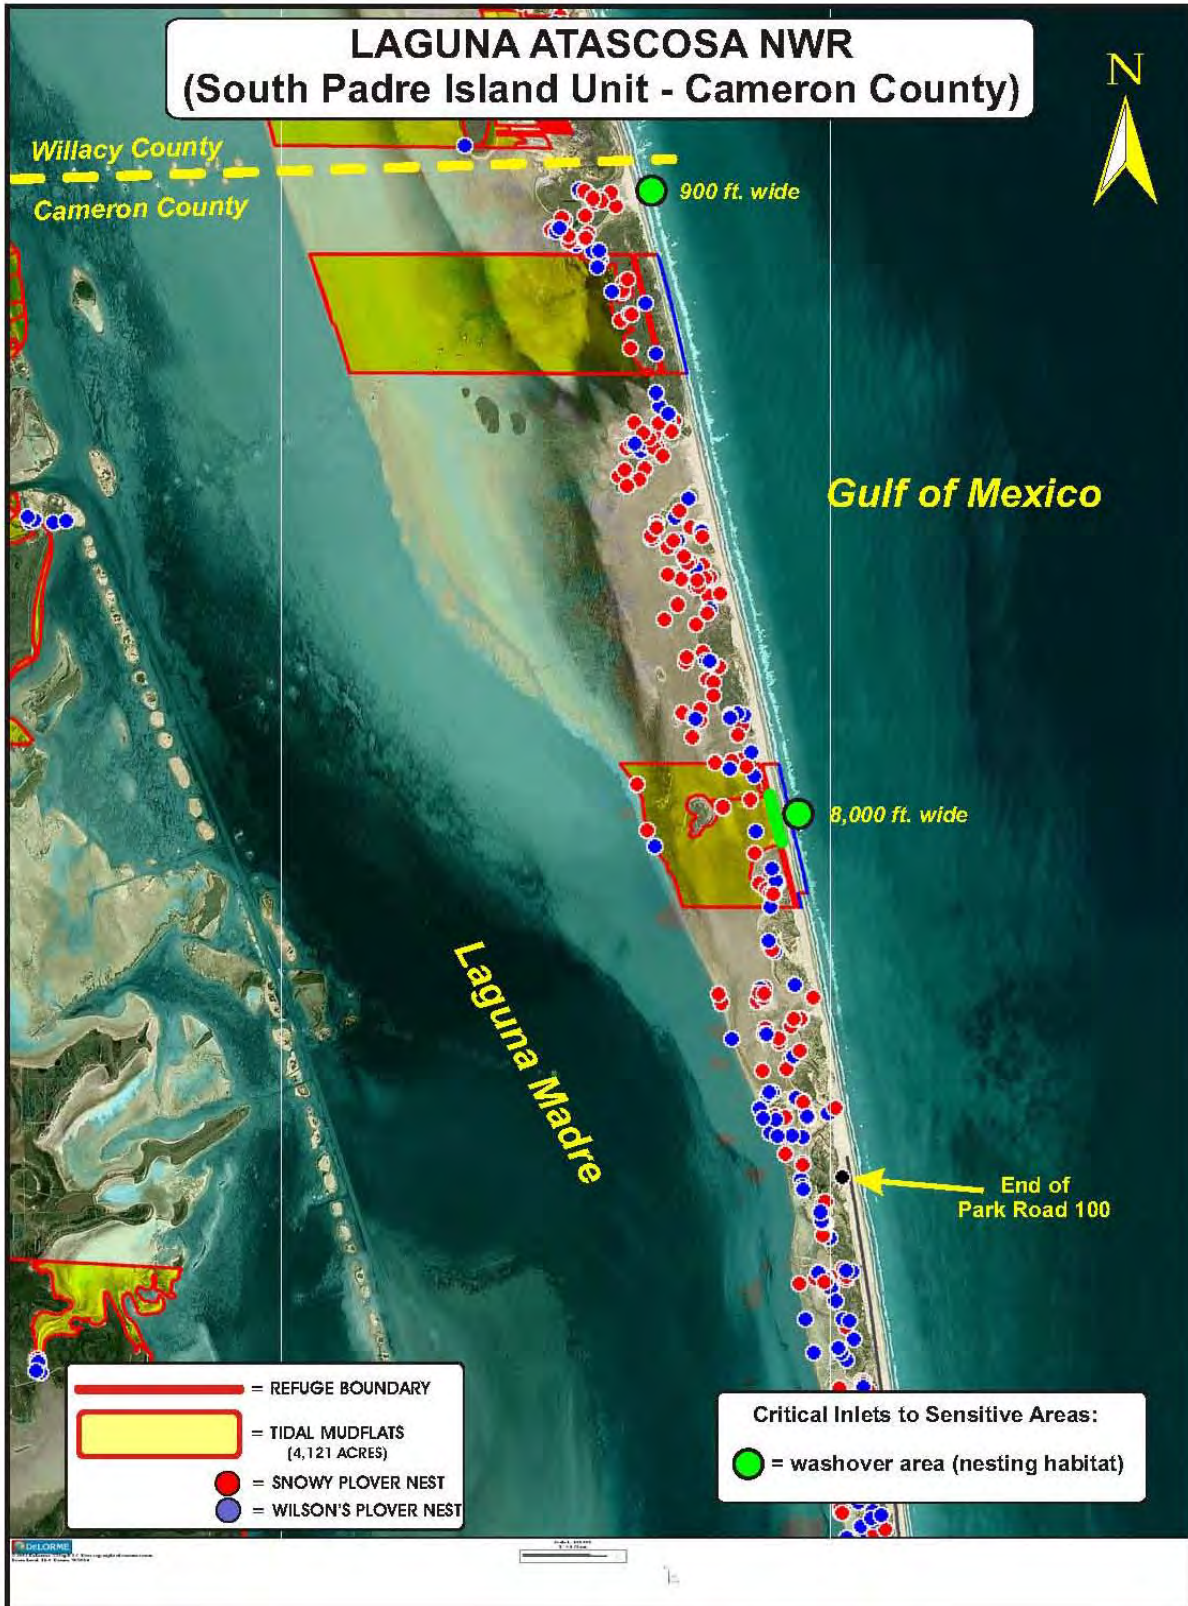 LAGUNA ATASCOSA NWR
(South Padre Island Unit - Cameron County)
N
Willacy County
Cameron County
900 ft. wide
Gulf of Mexico
8,000 ft. wide
Laguna Madre
End of
Park Road 100
= REFUGE BOUNDARY
= TIDAL MUDFLATS
(4,121 ACRES)
= SNOWY PLOVER NEST
= WILSON'S PLOVER NEST
Critical Inlets to Sensitive Areas:
= washover area (nesting habitat)
DELORME